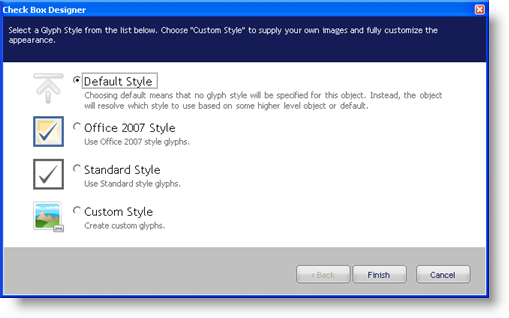 Check Box Designer
Select a Glyph Style from the list below. Choose "Custom Style" to supply your own images and fully customize the
appearance.
Default Style
Choosing default means that no glyph style will be specified for this object. Instead, the object
will resolve which style to use based on some higher level object or default.
Office 2007 Style
Use Office 2007 style glyphs.
Standard Style
Use Standard style glyphs.
Custom Style
Create custom glyphs.
< Back Finish Cancel